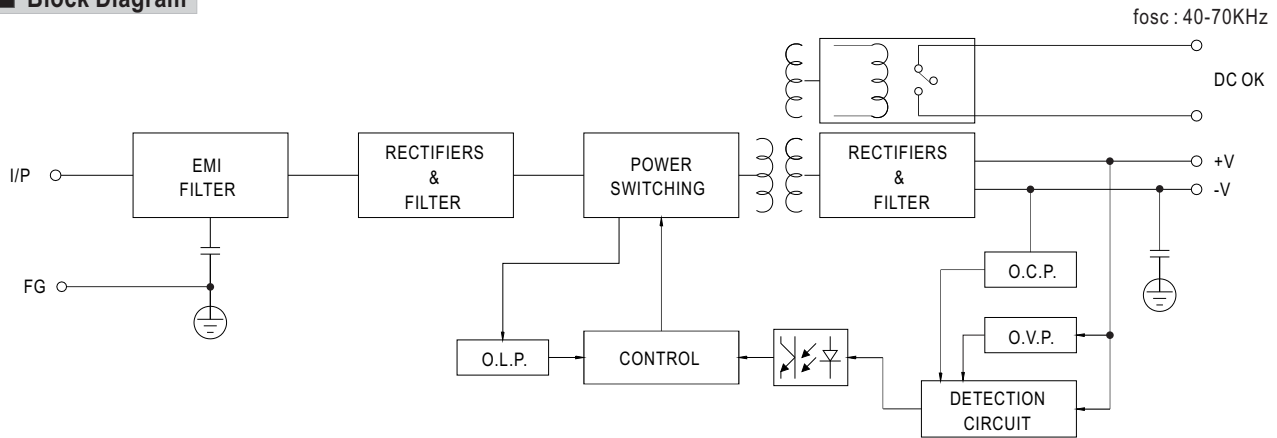 Block Diagram
fosc : 40-70KHz
DC OK
I/P
EMI
FILTER
RECTIFIERS
&
FILTER
POWER
SWITCHING
RECTIFIERS
&
FILTER
+V
-V
FG
O.C.P.
O.V.P.
O.L.P.
CONTROL
DETECTION
CIRCUIT